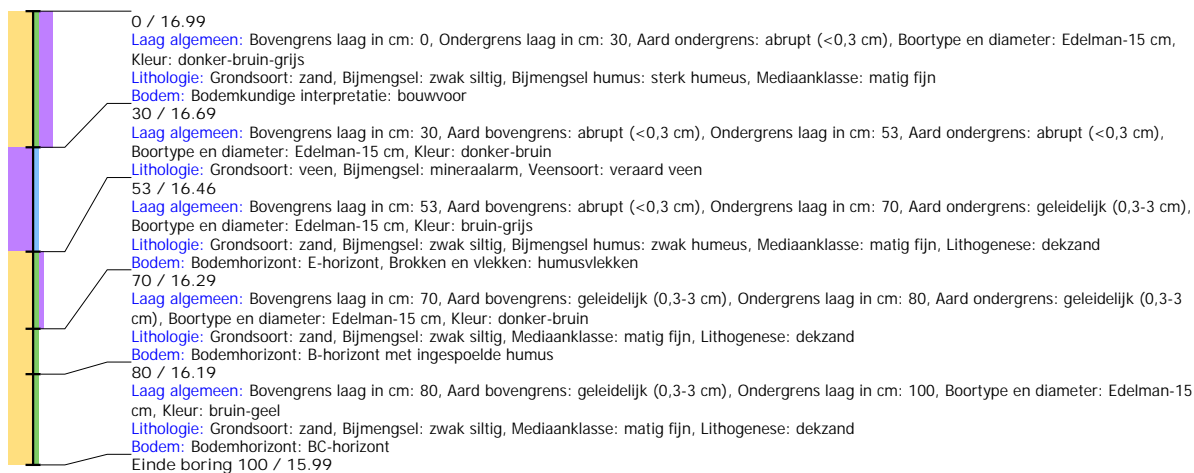 0 / 16.99
Laag algemeen: Bovengrens laag in cm: 0, Ondergrens laag in cm: 30, Aard ondergrens: abrupt (<0,3 cm), Boortype en diameter: Edelman-15 cm,
Kleur: donker-bruin-grijs
Lithologie: Grondsoort: zand, Bijmengsel: zwak siltig, Bijmengsel humus: sterk humeus, Mediaanklasse: matig fijn
Bodem: Bodemkundige interpretatie: bouwvoor
30 / 16.69
Laag algemeen: Bovengrens laag in cm: 30, Aard bovengrens: abrupt (<0,3 cm), Ondergrens laag in cm: 53, Aard ondergrens: abrupt (<0,3 cm),
Boortype en diameter: Edelman-15 cm, Kleur: donker-bruin
Lithologie: Grondsoort: veen, Bijmengsel: mineraalarm, Veensoort: veraard veen
53 / 16.46
Laag algemeen: Bovengrens laag in cm: 53, Aard bovengrens: abrupt (<0,3 cm), Ondergrens laag in cm: 70, Aard ondergrens: geleidelijk (0,3-3 cm),
Boortype en diameter: Edelman-15 cm, Kleur: bruin-grijs
Lithologie: Grondsoort: zand, Bijmengsel: zwak siltig, Bijmengsel humus: zwak humeus, Mediaanklasse: matig fijn, Lithogenese: dekzand
Bodem: Bodemhorizont: E-horizont, Brokken en vlekken: humusvlekken
70 / 16.29
Laag algemeen: Bovengrens laag in cm: 70, Aard bovengrens: geleidelijk (0,3-3 cm), Ondergrens laag in cm: 80, Aard ondergrens: geleidelijk (0,3-3
cm), Boortype en diameter: Edelman-15 cm, Kleur: donker-bruin
Lithologie: Grondsoort: zand, Bijmengsel: zwak siltig, Mediaanklasse: matig fijn, Lithogenese: dekzand
Bodem: Bodemhorizont: B-horizont met ingespoelde humus
80 / 16.19
Laag algemeen: Bovengrens laag in cm: 80, Aard bovengrens: geleidelijk (0,3-3 cm), Ondergrens laag in cm: 100, Boortype en diameter: Edelman-15
cm, Kleur: bruin-geel
Lithologie: Grondsoort: zand, Bijmengsel: zwak siltig, Mediaanklasse: matig fijn, Lithogenese: dekzand
Bodem: Bodemhorizont: BC-horizont
Einde boring 100 / 15.99